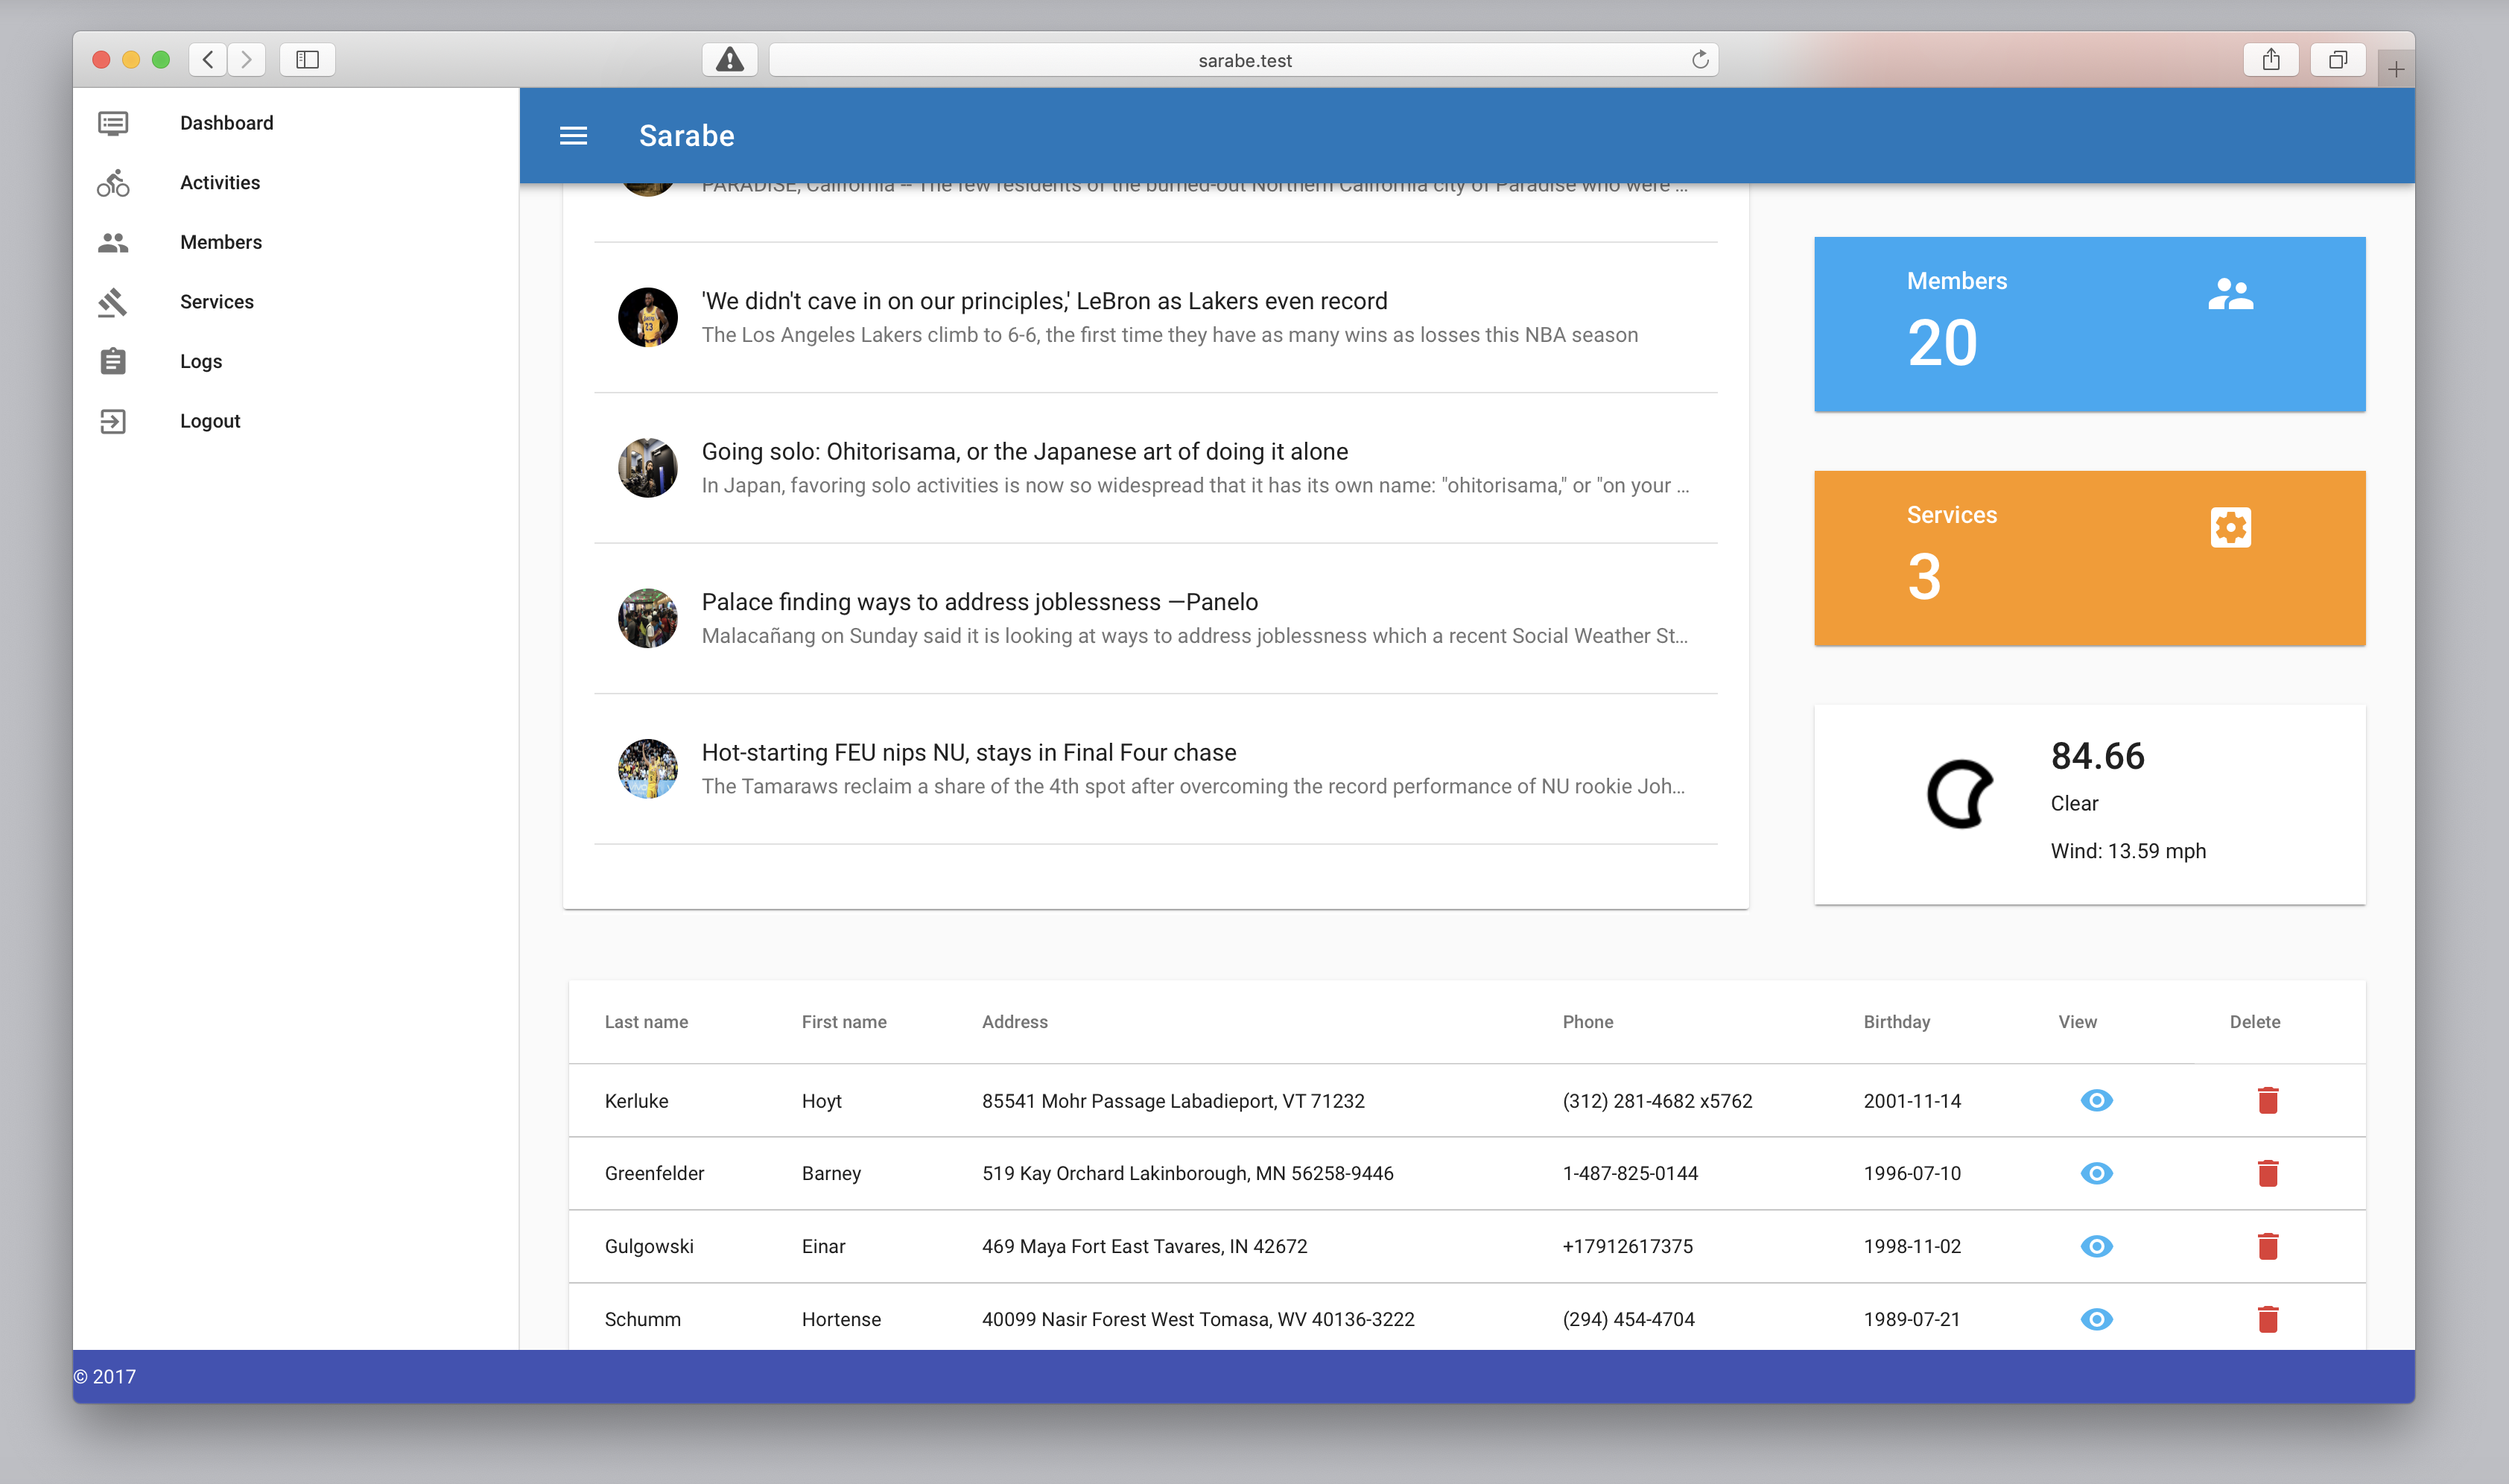 sarabe.test
Dashboard
Activities
Members
Services
Logs
Logout
Sarabe
PARADISE, California -- The few residents of the burned-out Northern California city of Paradise who were ...
'We didn't cave in on our principles,' LeBron as Lakers even record
The Los Angeles Lakers climb to 6-6, the first time they have as many wins as losses this NBA season
Going solo: Ohitorisama, or the Japanese art of doing it alone
In Japan, favoring solo activities is now so widespread that it has its own name: "ohitorisama," or "on your ...
Palace finding ways to address joblessness —Panelo
Malacañang on Sunday said it is looking at ways to address joblessness which a recent Social Weather St...
Hot-starting FEU nips NU, stays in Final Four chase
The Tamaraws reclaim a share of the 4th spot after overcoming the record performance of NU rookie Joh...
Members
20
Services
3
84.66
Clear
Wind: 13.59 mph
Last name First name Address Phone Birthday View Delete
Kerluke Hoyt 85541 Mohr Passage Labadieport, VT 71232 (312) 281-4682 x5762 2001-11-14
Greenfelder Barney 519 Kay Orchard Lakinborough, MN 56258-9446 1-487-825-0144 1996-07-10
Gulgowski Einar 469 Maya Fort East Tavares, IN 42672 +17912617375 1998-11-02
Schumm Hortense 40099 Nasir Forest West Tomasa, WV 40136-3222 (294) 454-4704 1989-07-21
© 2017